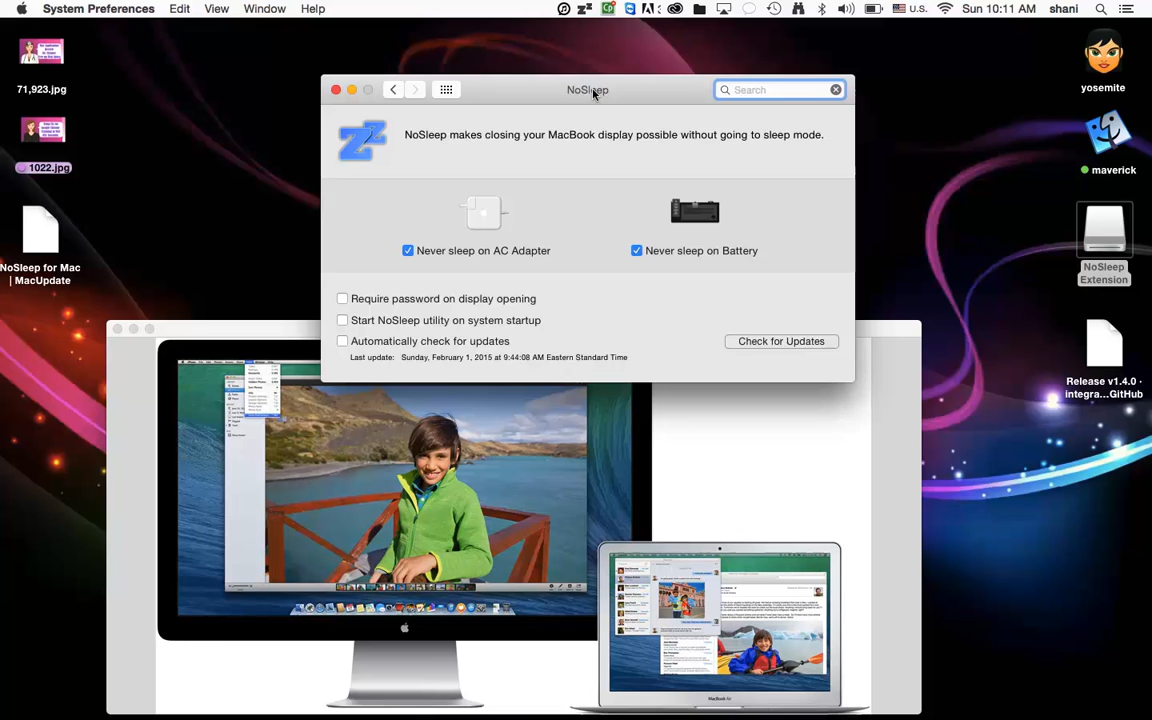 System Preferences File Edit View Window Help U.S. Sun 10:11 AM shani
71,923.jpg
1022.jpg
NoSleep for Mac
| MacUpdate
NoSleep
Search
NoSleep makes closing your MacBook display possible without going to sleep mode.
Never sleep on AC Adapter
Never sleep on Battery
Require password on display opening
Start NoSleep utility on system startup
Automatically check for updates
Check for Updates
Last update: Sunday, February 1, 2015 at 9:44:08 AM Eastern Standard Time
yosemite
maverick
NoSleep
Extension
Release v1.4.0 ·
integra....GitHub
MacBook Air